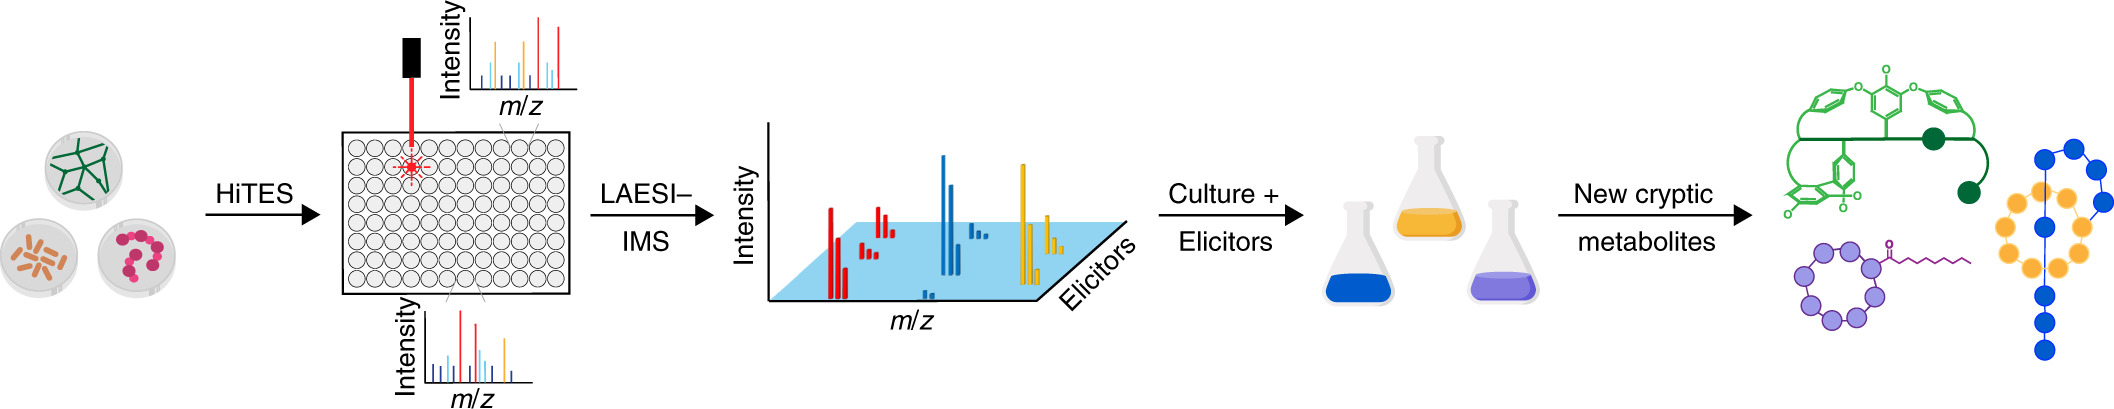 HiTES
Intensity
m/z
Intensity
m/z
LAESI–
IMS
Intensity
m/z
Elicitors
Culture +
Elicitors
New cryptic
metabolites
O
O
O
O
O
O
O